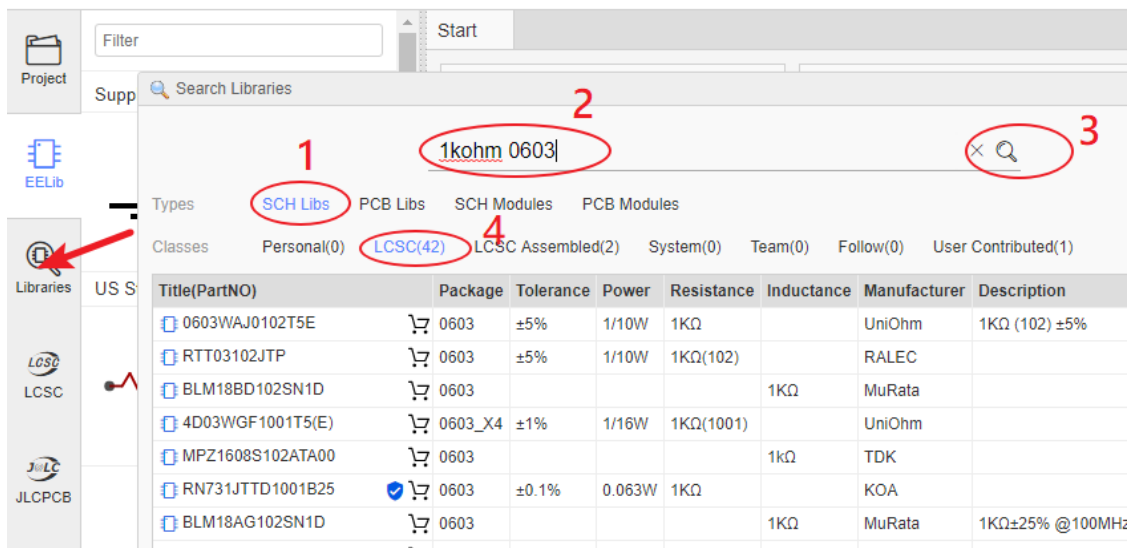 Project
Filter
Start
Supp
Search Libraries
2
1kohm 0603
3
EELib
1
Types SCH Libs PCB Libs SCH Modules PCB Modules
4
Classes Personal(0) LCSC(42) LCSC Assembled(2) System(0) Team(0) Follow(0) User Contributed(1)
Libraries
US S
Title(PartNO) Package Tolerance Power Resistance Inductance Manufacturer Description
0603WAJ0102T5E 0603 ±5% 1/10W 1KΩ UniOhm 1KΩ (102) ±5%
RTT03102JTP 0603 ±5% 1/10W 1KΩ(102) RALEC
LCSC
LCSC
BLM18BD102SN1D 0603 1KΩ MuRata
4D03WGF1001T5(E) 0603_X4 ±1% 1/16W 1KΩ(1001) UniOhm
MPZ1608S102ATA00 0603 1kΩ TDK
JLC
JLCPCB
RN731JTTD1001B25 0603 ±0.1% 0.063W 1KΩ KOA
BLM18AG102SN1D 0603 1KΩ MuRata 1KΩ±25% @100MHz